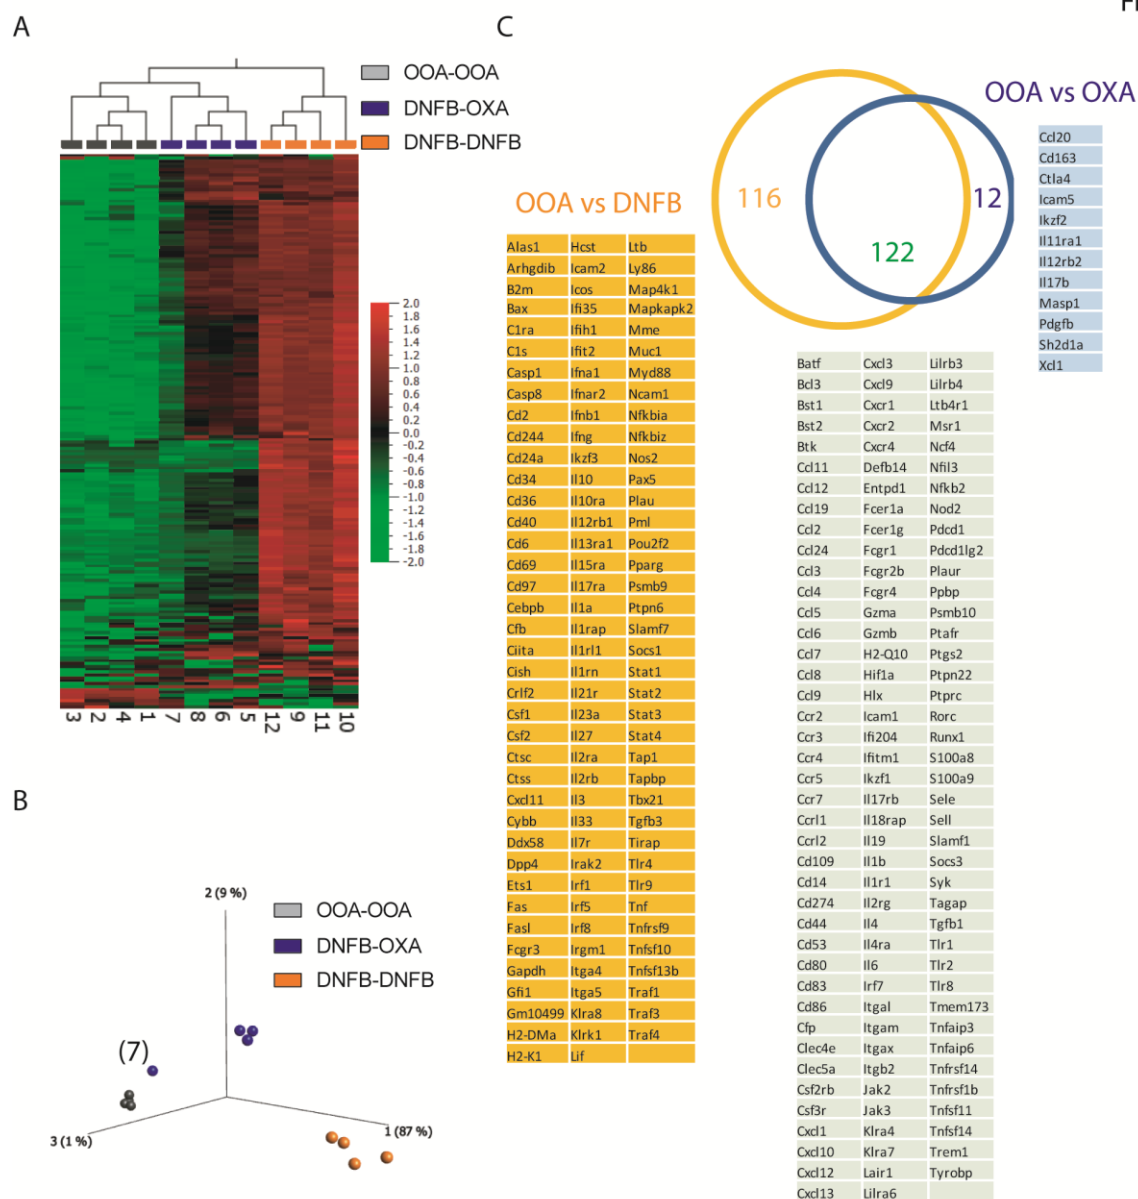 A
C
OOA-OOA
DNFB-OXA
DNFB-DNFB
2.0
1.8
1.6
1.4
1.2
1.0
0.8
0.6
0.4
0.2
-0.2
-0.4
-0.6
-0.8
-1.0
-1.2
-1.4
-1.6
-1.8
-2.0
3 2 4 1 7 8 6 5 12 9 11 10
B
2 (9 %)
OOA-OOA
DNFB-OXA
DNFB-DNFB
(7)
3 (1 %)
1 (87 %)
OOA vs DNFB
116
122
12
OOA vs OXA
Alas1 Hcst Ltb
Arhgdib Icam2 Ly86
B2m Icos Map4k1
Bax Ifi35 Mapkapk2
C1ra Ifih1 Mme
C1s Ifit2 Muc1
Casp1 Ifna1 Myd88
Casp8 Ifnar2 Ncam1
Cd2 Ifnb1 Nfkbia
Cd244 Ifng Nfkbiz
Cd24a Ikzf3 Nos2
Cd34 Il10 Pax5
Cd36 Il10ra Plau
Cd40 Il12rb1 Pml
Cd6 Il13ra1 Pou2f2
Cd69 Il15ra Pparg
Cd97 Il17ra Psmb9
Cebpb Il1a Ptpn6
Cfb Il1rap Slamf7
Ciita Il1rl1 Socs1
Cish Il1rn Stat1
Crlf2 Il21r Stat2
Csf1 Il23a Stat3
Csf2 Il27 Stat4
Ctsc Il2ra Tap1
Ctss Il2rb Tapbp
Cxcl11 Il3 Tbx21
Cybb Il33 Tgfb3
Ddx58 Il7r Tirap
Dpp4 Irak2 Tlr4
Ets1 Irf1 Tlr9
Fas Irf5 Tnf
Fasl Irf8 Tnfrsf9
Fcgr3 Irgm1 Tnfsf10
Gapdh Itga4 Tnfsf13b
Gfi1 Itga5 Traf1
Gm10499 Klra8 Traf3
H2-DMa Klrk1 Traf4
H2-K1 Lif
Ccl20
Cd163
Ctla4
Icam5
Ikzf2
Il11ra1
Il12rb2
Il17b
Masp1
Pdgfb
Sh2d1a
Xcl1
Batf Cxcl3 Lilrb3
Bcl3 Cxcl9 Lilrb4
Bst1 Cxcr1 Ltb4r1
Bst2 Cxcr2 Msr1
Btk Cxcr4 Ncf4
Ccl11 Defb14 Nfil3
Ccl12 Entpd1 Nfkb2
Ccl19 Fcer1a Nod2
Ccl2 Fcer1g Pdcd1
Ccl24 Fcgr1 Pdcd1lg2
Ccl3 Fcgr2b Plaur
Ccl4 Fcgr4 Ppbp
Ccl5 Gzma Psmb10
Ccl6 Gzmb Ptafr
Ccl7 H2-Q10 Ptgs2
Ccl8 Hif1a Ptpn22
Ccl9 Hlx Ptprc
Ccr2 Icam1 Rorc
Ccr3 Ifi204 Runx1
Ccr4 Ifitm1 S100a8
Ccr5 Ikzf1 S100a9
Ccr7 Il17rb Sele
Ccrl1 Il18rap Sell
Ccrl2 Il19 Slamf1
Cd109 Il1b Socs3
Cd14 Il1r1 Syk
Cd274 Il2rg Tagap
Cd44 Il4 Tgfb1
Cd53 Il4ra Tlr1
Cd80 Il6 Tlr2
Cd83 Irf7 Tlr8
Cd86 Itgal Tmem173
Cfp Itgam Tnfaip3
Clec4e Itgax Tnfaip6
Clec5a Itgb2 Tnfrsf14
Csf2rb Jak2 Tnfrsf1b
Csf3r Jak3 Tnfsf11
Cxcl1 Klra4 Tnfsf14
Cxcl10 Klra7 Trem1
Cxcl12 Lair1 Tyrobp
Cxcl13 Lilra6